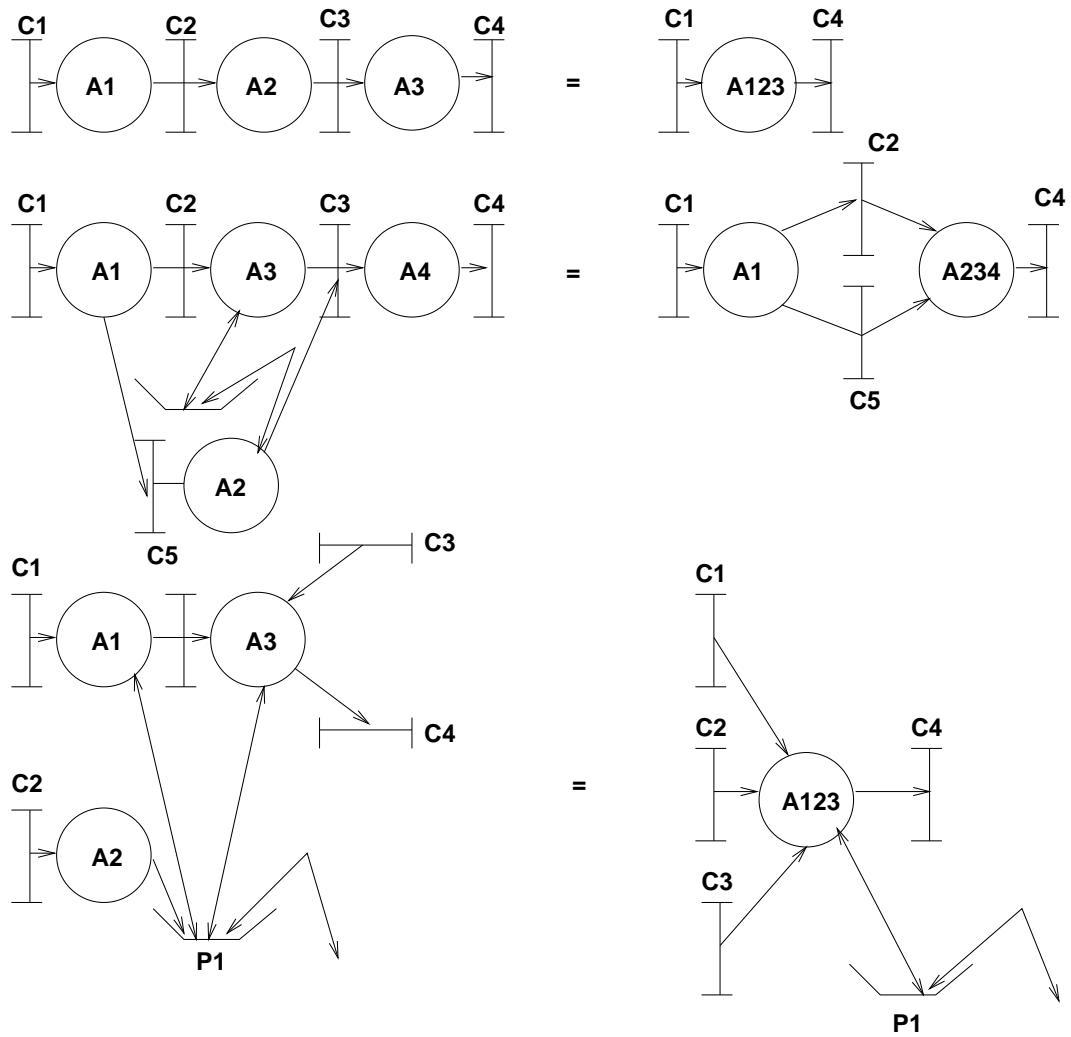 C1 C2 C3 C4
A1 A2 A3
=
C1 C4
A123
C1 C2 C3 C4
A1 A3 A4
C5
A2
=
C1 C2 C4
A1 A234
C5
C1 C3
A1 A3
C4
C2
A2
P1
=
C1
C2 C4
A123
C3
P1